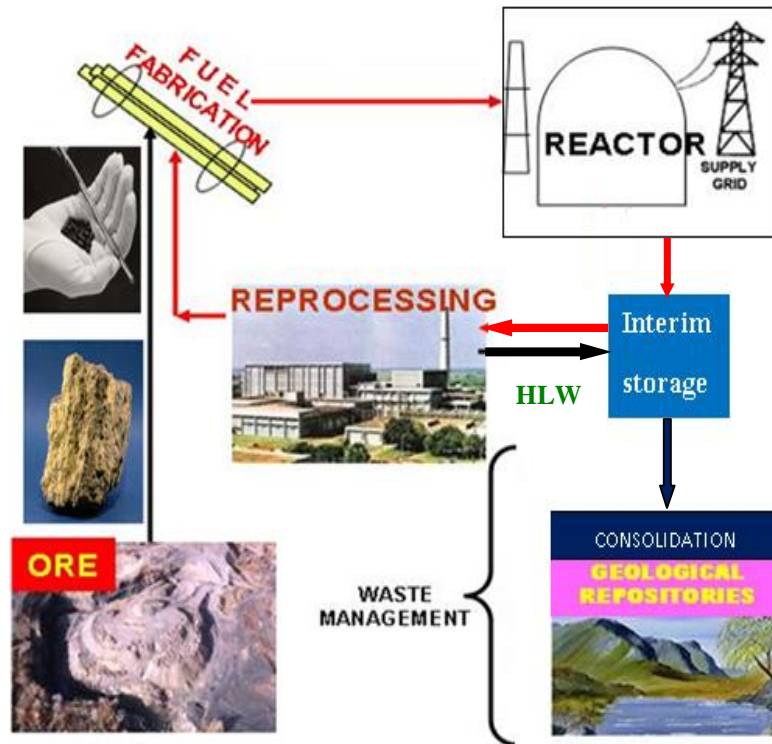 FUEL
FABRICATION
REACTOR
SUPPLY
GRID
REPROCESSING
Interim
storage
HLW
ORE
WASTE
MANAGEMENT
CONSOLIDATION
GEOLOGICAL
REPOSITORIES